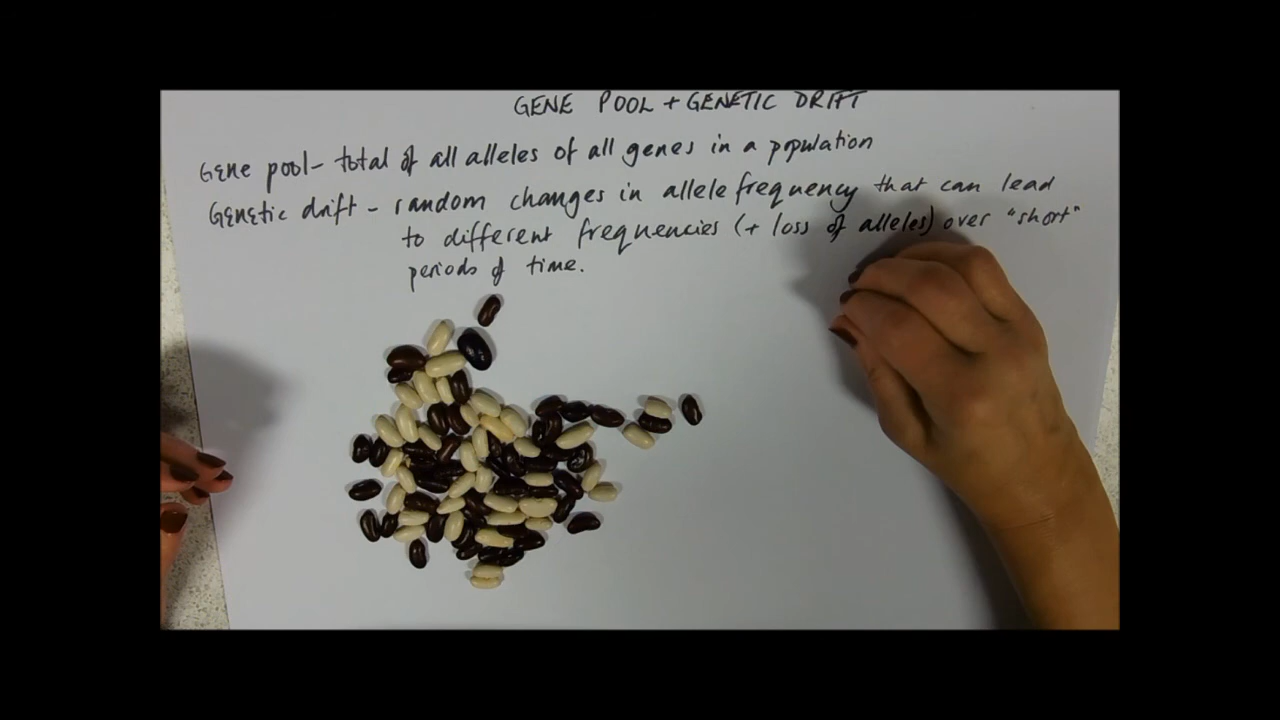 GENE POOL + GENETIC DRIFT
Gene pool - total of all alleles of all genes in a population
Genetic drift - random changes in allele frequency that can lead
to different frequencies (+ loss of alleles) over "short"
periods of time.